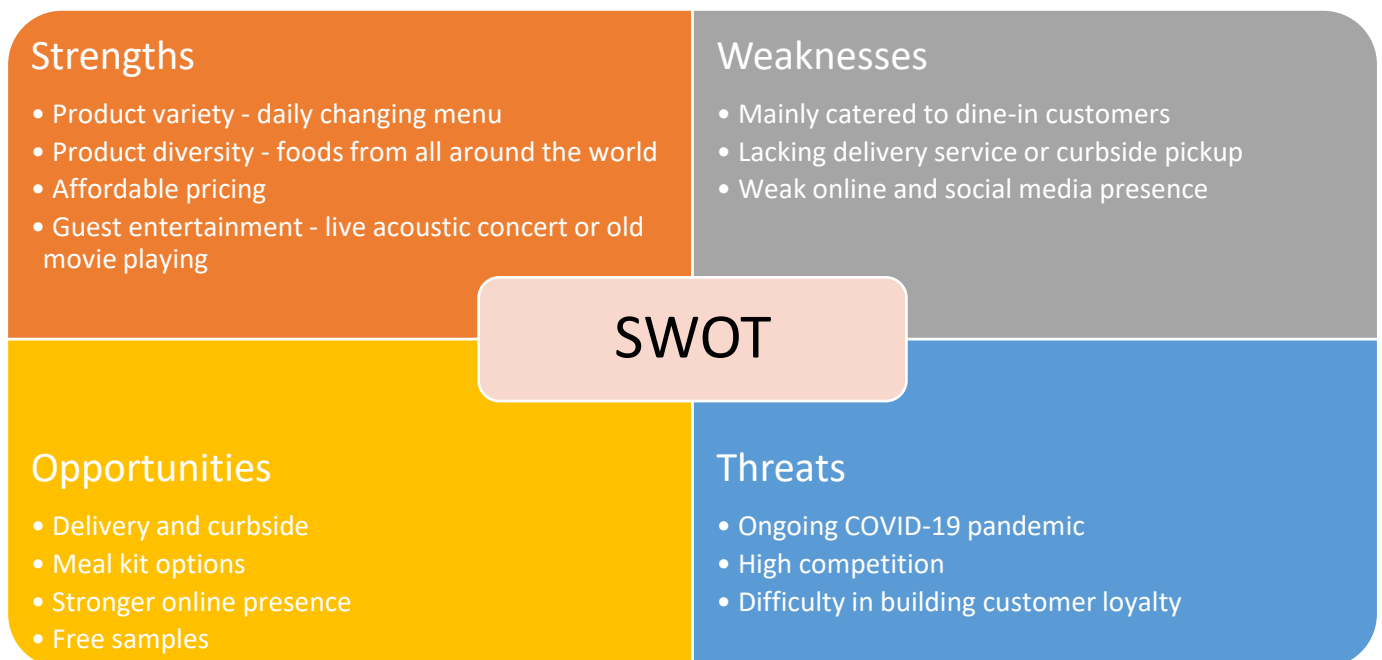 Strengths
• Product variety - daily changing menu
• Product diversity - foods from all around the world
• Affordable pricing
• Guest entertainment - live acoustic concert or old
movie playing
Weaknesses
• Mainly catered to dine-in customers
• Lacking delivery service or curbside pickup
• Weak online and social media presence
SWOT
Opportunities
• Delivery and curbside
• Meal kit options
• Stronger online presence
• Free samples
Threats
• Ongoing COVID-19 pandemic
• High competition
• Difficulty in building customer loyalty